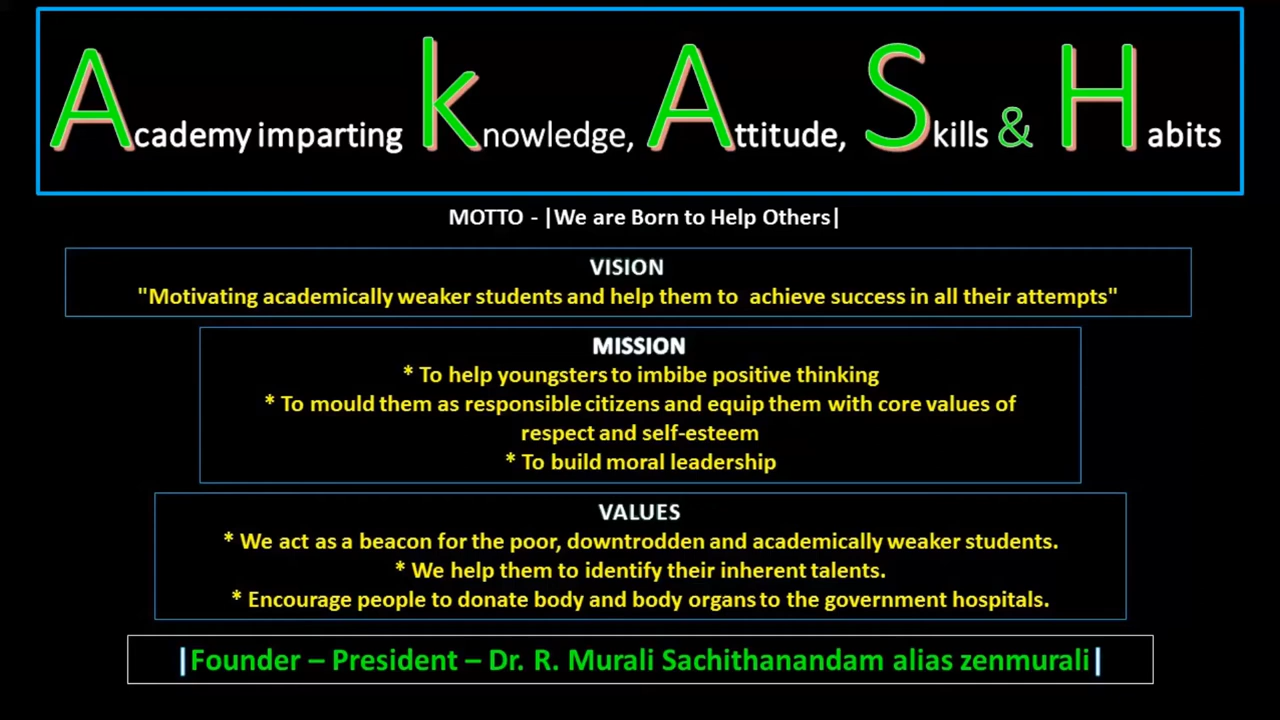 Academy imparting knowledge, Attitude, Skills & Habits
MOTTO - |We are Born to Help Others|
VISION
"Motivating academically weaker students and help them to achieve success in all their attempts"
MISSION
* To help youngsters to imbibe positive thinking
* To mould them as responsible citizens and equip them with core values of
respect and self-esteem
* To build moral leadership
VALUES
* We act as a beacon for the poor, downtrodden and academically weaker students.
* We help them to identify their inherent talents.
* Encourage people to donate body and body organs to the government hospitals.
|Founder – President – Dr. R. Murali Sachithanandam alias zenmurali|